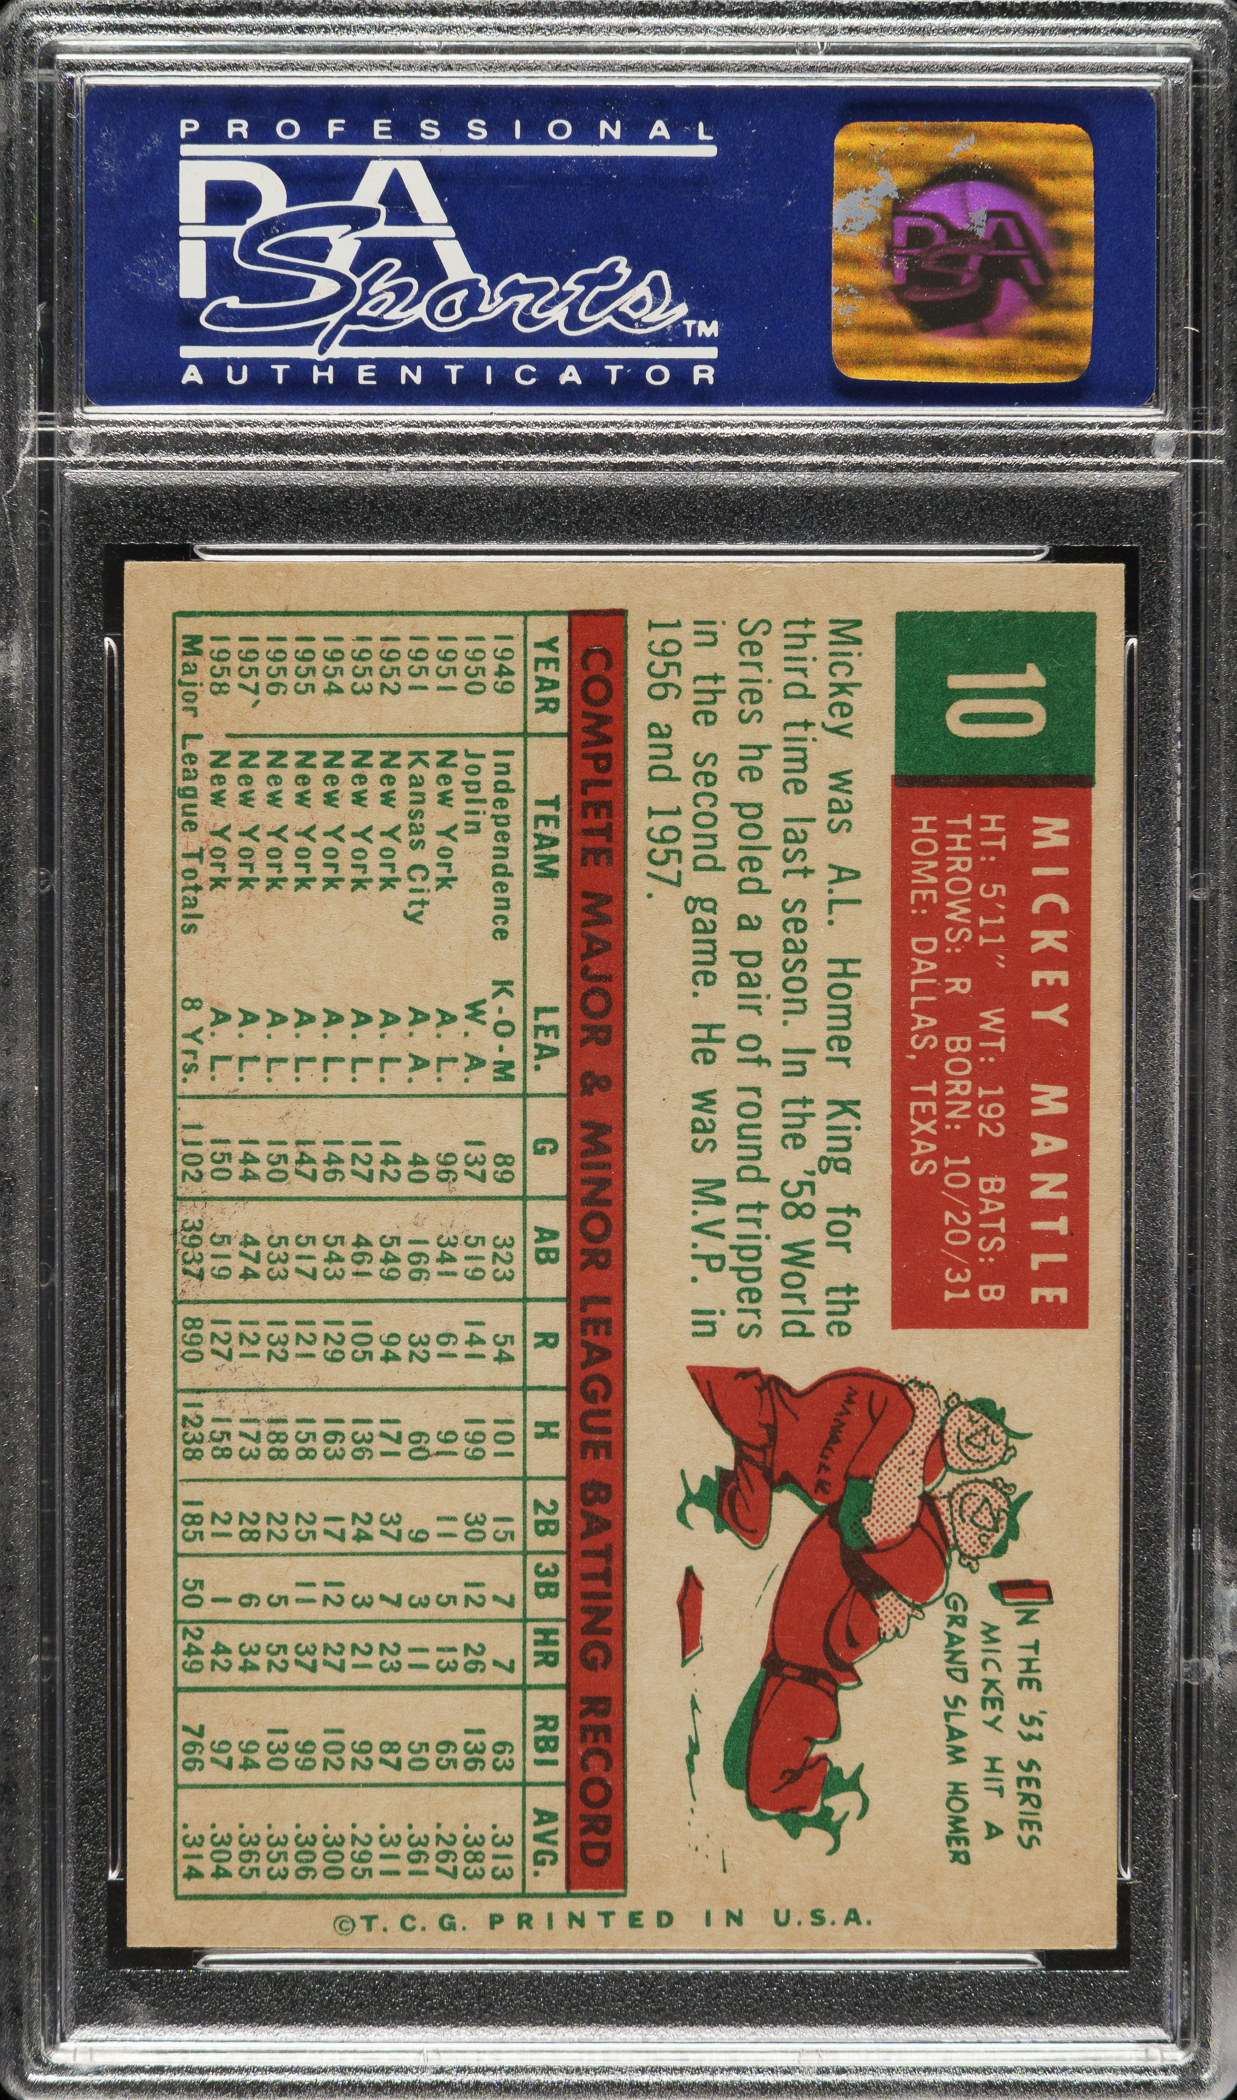 PROFESSIONAL
PSA
Sports™
AUTHENTICATOR
PSA
10
MICKEY MANTLE
HT: 5'11" WT: 192 BATS: B
THROWS: R BORN: 10/20/31
HOME: DALLAS, TEXAS
Mickey was A.L. Homer King for the
third time last season. In the '58 World
Series he poled a pair of round trippers
in the second game. He was M.V.P. in
1956 and 1957.
IN THE '53 SERIES
MICKEY HIT A
GRAND SLAM HOMER
MANTLE
COMPLETE MAJOR & MINOR LEAGUE BATTING RECORD
YEAR TEAM LEA. G AB R H 2B 3B HR RBI AVG.
1949 Independence K-O-M 89 323 54 101 15 7 7 63 .313
1950 Joplin W. A. 137 519 141 199 30 12 26 136 .383
1951 New York A. L. 96 341 61 91 11 5 13 65 .267
1951 Kansas City A. A. 40 166 32 60 9 3 11 50 .361
1952 New York A. L. 142 549 94 171 37 7 23 87 .311
1953 New York A. L. 127 461 105 136 24 3 21 92 .295
1954 New York A. L. 146 543 129 163 17 12 27 102 .300
1955 New York A. L. 147 517 121 158 25 11 37 99 .306
1956 New York A. L. 150 533 132 188 22 5 52 130 .353
1957 New York A. L. 144 474 121 173 28 6 34 94 .365
1958 New York A. L. 150 519 127 158 21 1 42 97 .304
Major League Totals 8 Yrs. 1102 3937 890 1238 185 50 249 766 .314
©T. C. G. PRINTED IN U.S.A.